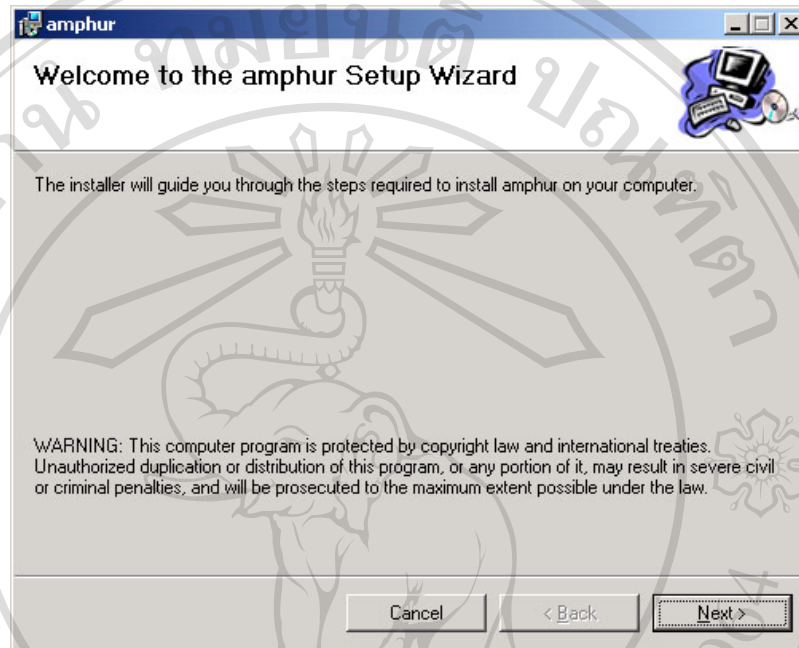 amphur
Welcome to the amphur Setup Wizard
The installer will guide you through the steps required to install amphur on your computer.
WARNING: This computer program is protected by copyright law and international treaties.
Unauthorized duplication or distribution of this program, or any portion of it, may result in severe civil
or criminal penalties, and will be prosecuted to the maximum extent possible under the law.
Cancel
< Back
Next >